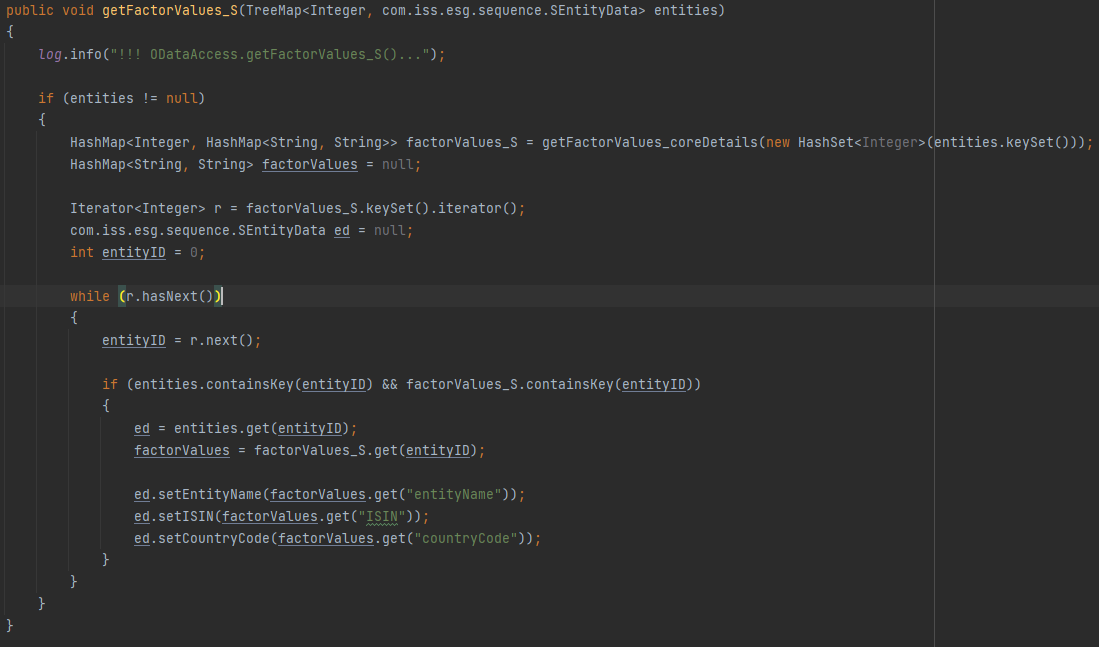 public void getFactorValues_S(TreeMap<Integer, com.iss.esg.sequence.SEntityData> entities)
{
log.info("!!! ODataAccess.getFactorValues_S()...");
if (entities != null)
{
HashMap<Integer, HashMap<String, String>> factorValues_S = getFactorValues_coreDetails(new HashSet<Integer>(entities.keySet()));
HashMap<String, String> factorValues = null;
Iterator<Integer> r = factorValues_S.keySet().iterator();
com.iss.esg.sequence.SEntityData ed = null;
int entityID = 0;
while (r.hasNext())
{
entityID = r.next();
if (entities.containsKey(entityID) && factorValues_S.containsKey(entityID))
{
ed = entities.get(entityID);
factorValues = factorValues_S.get(entityID);
ed.setEntityName(factorValues.get("entityName"));
ed.setISIN(factorValues.get("ISIN"));
ed.setCountryCode(factorValues.get("countryCode"));
}
}
}
}